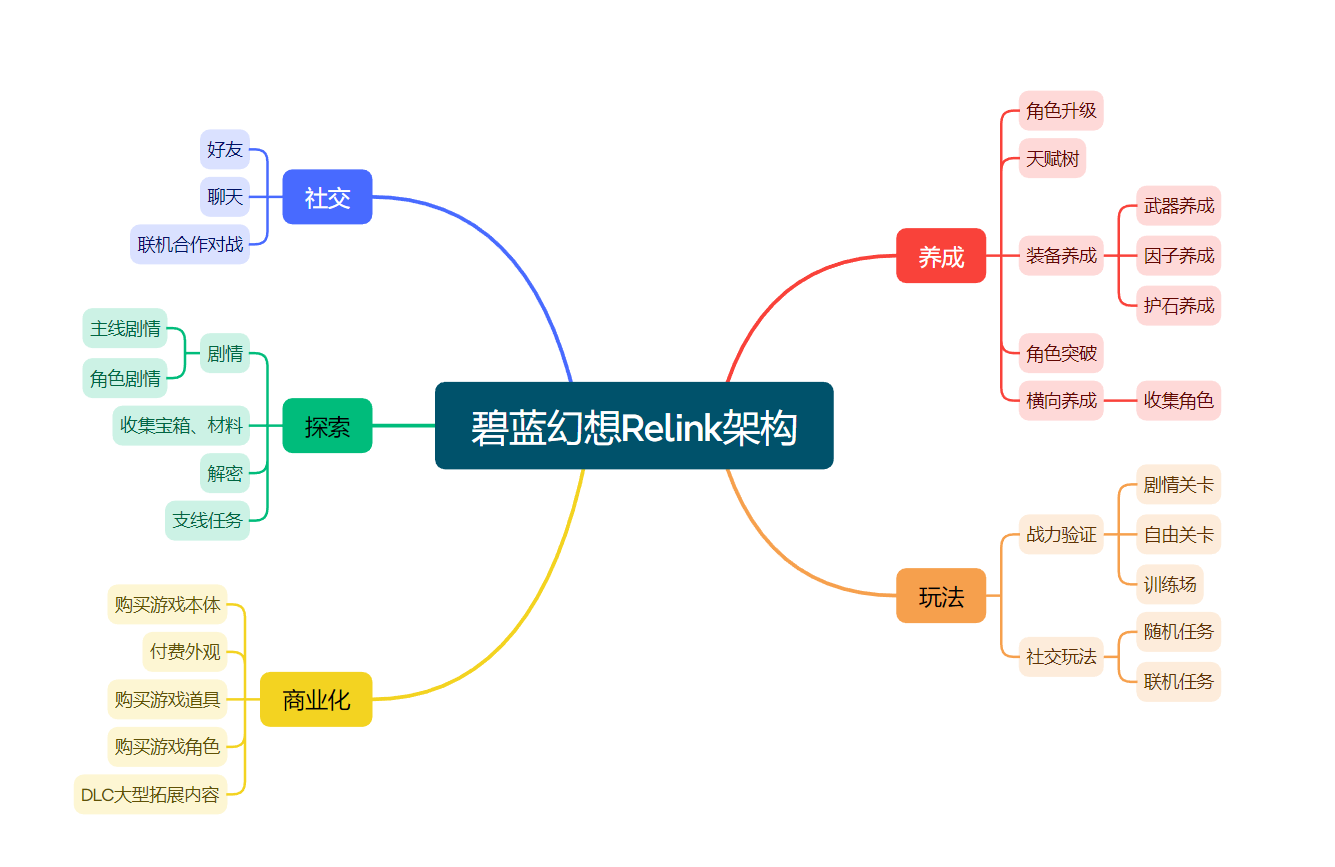 碧蓝幻想Relink架构
养成
角色升级
天赋树
装备养成
武器养成
因子养成
护石养成
角色突破
横向养成
收集角色
玩法
战力验证
剧情关卡
自由关卡
训练场
社交玩法
随机任务
联机任务
社交
好友
聊天
联机合作对战
探索
剧情
主线剧情
角色剧情
收集宝箱、材料
解密
支线任务
商业化
购买游戏本体
付费外观
购买游戏道具
购买游戏角色
DLC大型拓展内容